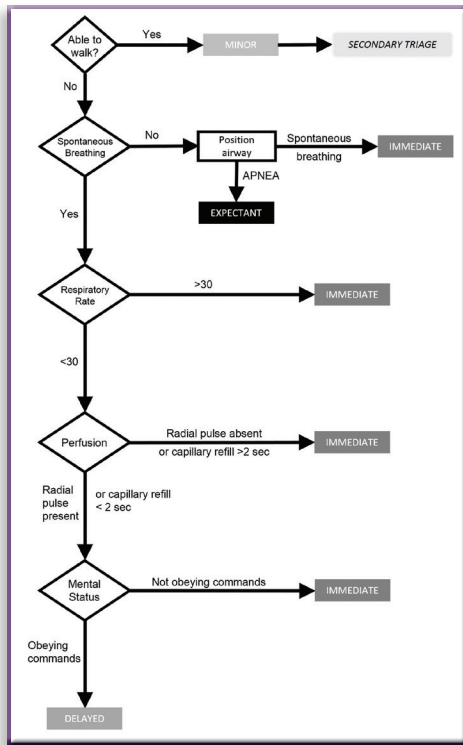 Able to
walk?
Yes
MINOR
SECONDARY TRIAGE
No
Spontaneous
Breathing
No
Position
airway
Spontaneous
breathing
IMMEDIATE
APNEA
EXPECTANT
Yes
Respiratory
Rate
>30
IMMEDIATE
<30
Perfusion
Radial pulse absent
or capillary refill >2 sec
IMMEDIATE
Radial
pulse
present
or capillary refill
< 2 sec
Mental
Status
Not obeying commands
IMMEDIATE
Obeying
commands
DELAYED